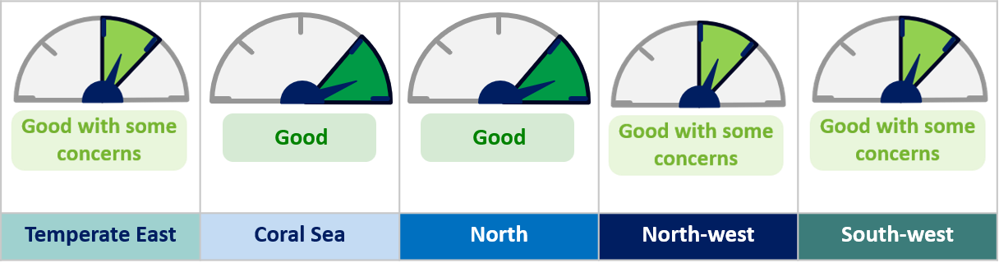 Good with some
concerns
Good
Good
Good with some
concerns
Good with some
concerns
Temperate East
Coral Sea
North
North-west
South-west